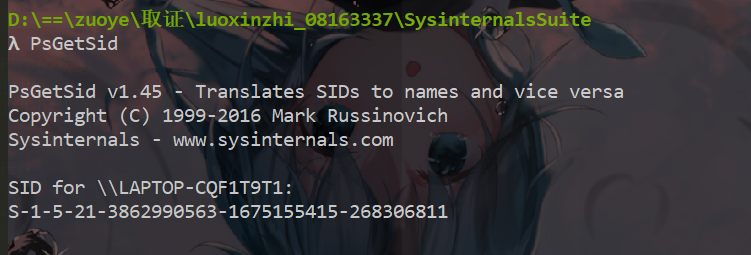 D:\==\zuoye\取证\luoxinzhi_08163337\SysinternalsSuite
λ PsGetSid
PsGetSid v1.45 - Translates SIDs to names and vice versa
Copyright (C) 1999-2016 Mark Russinovich
Sysinternals - www.sysinternals.com
SID for \\LAPTOP-CQF1T9T1:
S-1-5-21-3862990563-1675155415-268306811